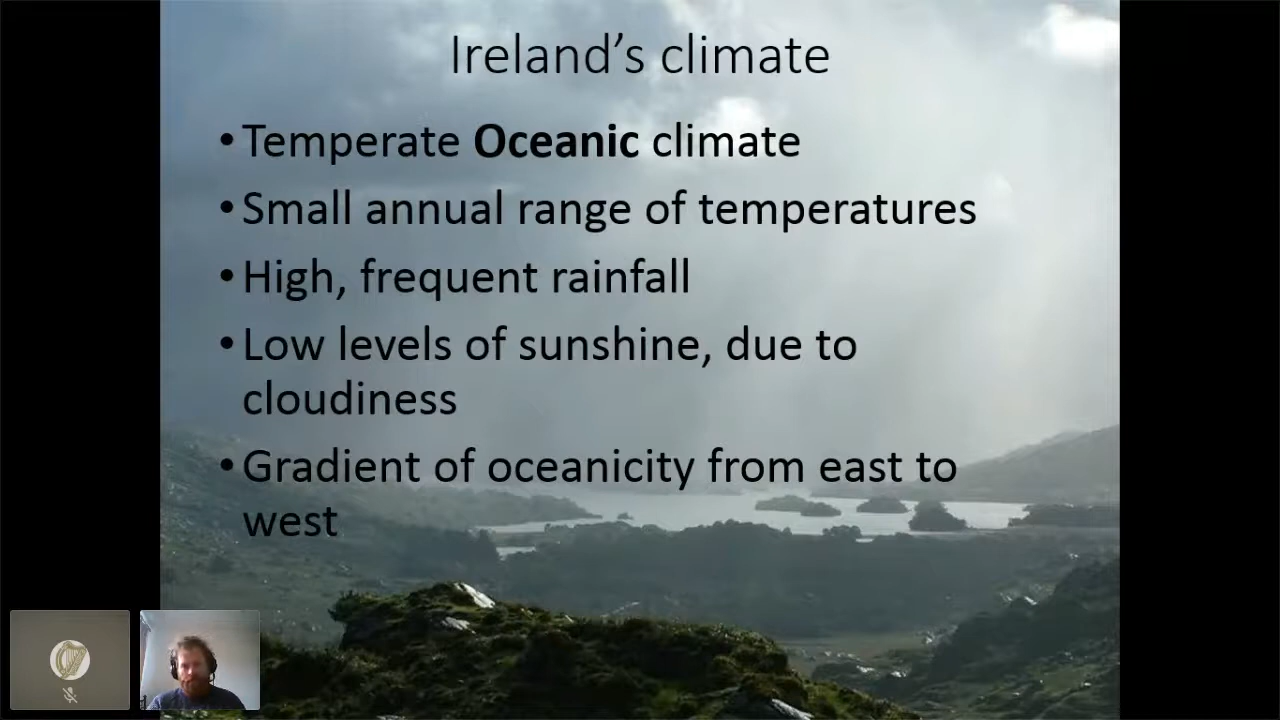 Ireland’s climate
•Temperate Oceanic climate
•Small annual range of temperatures
•High, frequent rainfall
•Low levels of sunshine, due to
cloudiness
•Gradient of oceanicity from east to
west